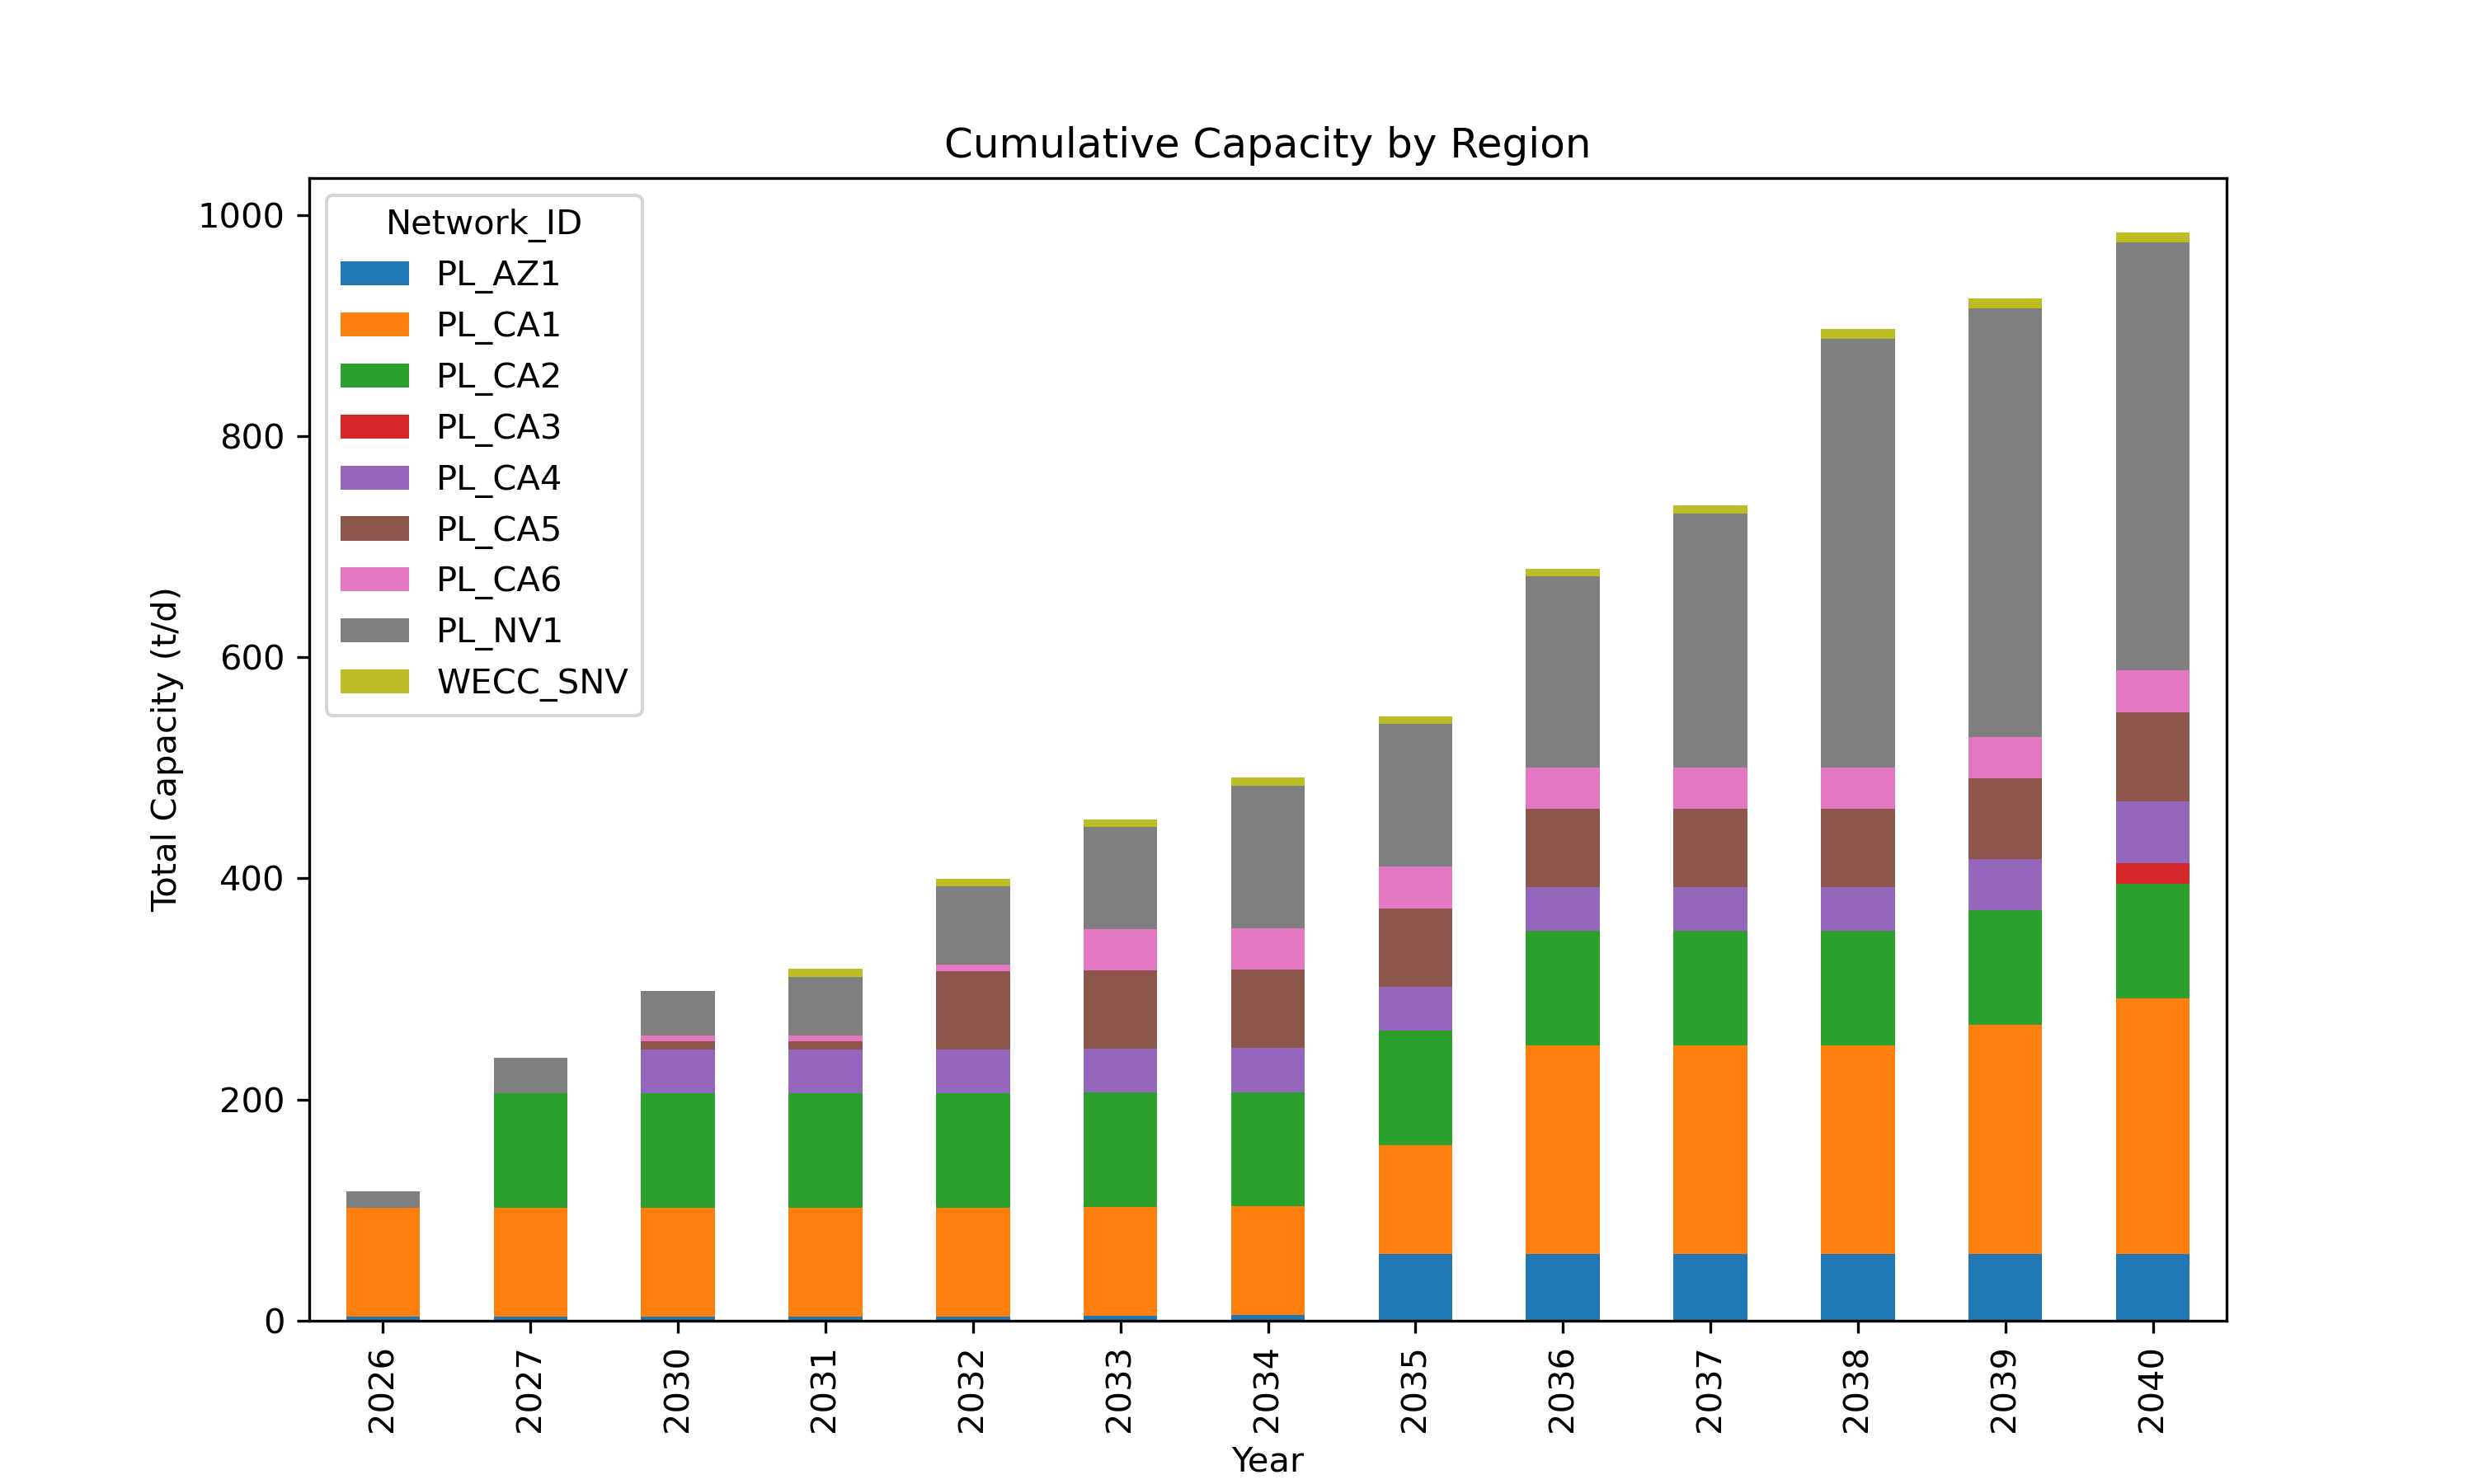 Cumulative Capacity by Region
Total Capacity (t/d)
1000
800
600
400
200
0
Network_ID
PL_AZ1
PL_CA1
PL_CA2
PL_CA3
PL_CA4
PL_CA5
PL_CA6
PL_NV1
WECC_SNV
2026
2027
2030
2031
2032
2033
2034
2035
2036
2037
2038
2039
2040
Year